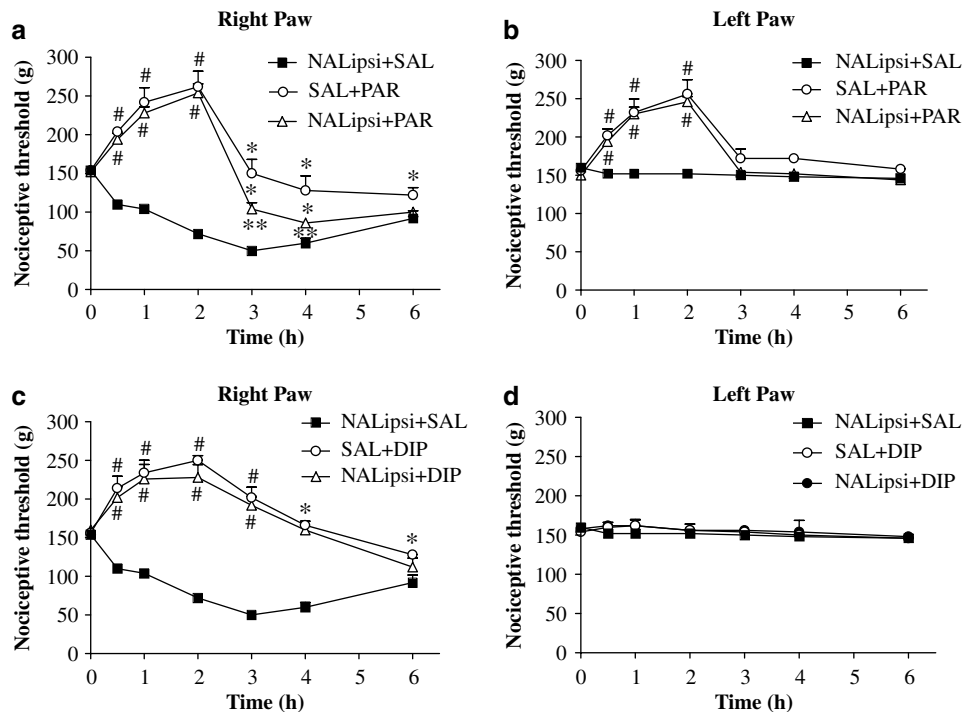 a
Right Paw
Nociceptive threshold (g)
300
250
200
150
100
50
0
NALipsi+SAL
SAL+PAR
NALipsi+PAR
# # # #
# # #
* * *
* *
** **
0 1 2 3 4 5 6
Time (h)
b
Left Paw
Nociceptive threshold (g)
300
250
200
150
100
50
0
NALipsi+SAL
SAL+PAR
NALipsi+PAR
# # #
# # #
0 1 2 3 4 5 6
Time (h)
c
Right Paw
Nociceptive threshold (g)
300
250
200
150
100
50
0
NALipsi+SAL
SAL+DIP
NALipsi+DIP
# # # #
# # # #
* *
0 1 2 3 4 5 6
Time (h)
d
Left Paw
Nociceptive threshold (g)
300
250
200
150
100
50
0
NALipsi+SAL
SAL+DIP
NALipsi+DIP
0 1 2 3 4 5 6
Time (h)